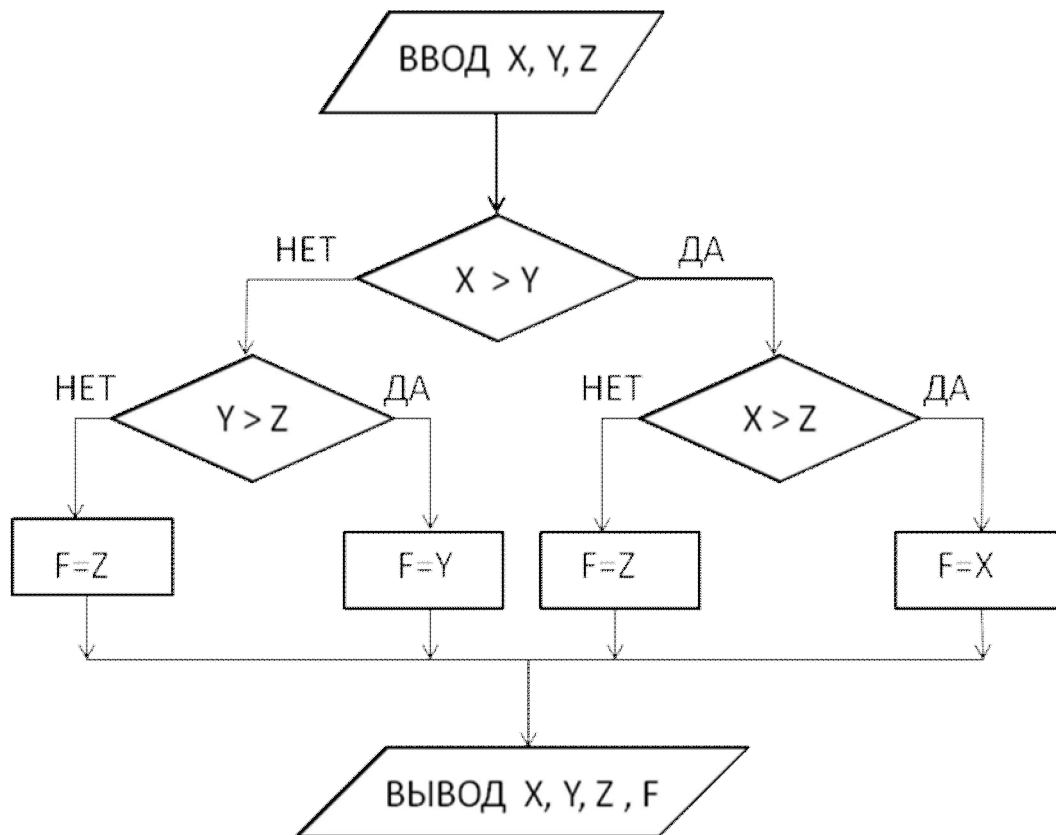 ВВОД X, Y, Z
НЕТ
ДА
X > Y
НЕТ
ДА
НЕТ
ДА
Y > Z
X > Z
F=Z
F=Y
F=Z
F=X
ВЫВОД X, Y, Z , F